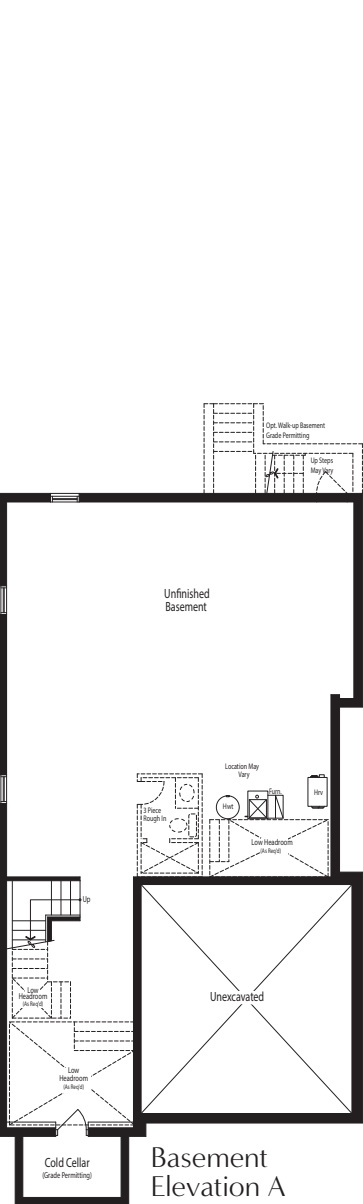 Opt. Walk-up Basement
Grade Permitting
Up Steps
May Vary
Unfinished
Basement
Location May
Vary
3 Piece
Rough In
Hwt
Furn.
Hrv
Low Headroom
(As Req'd)
Up
Low
Headroom
(As Req'd)
Unexcavated
Low
Headroom
(As Req'd)
Cold Cellar
(Grade Permitting)
Basement
Elevation A